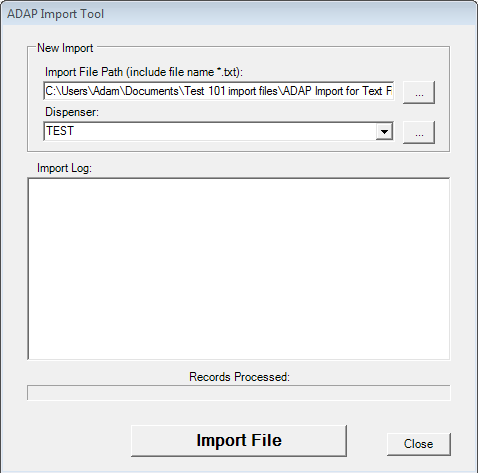 ADAP Import Tool
New Import
Import File Path (include file name *.txt):
C:\Users\Adam\Documents\Test 101 import files\ADAP Import for Text F
...
Dispenser:
TEST
...
Import Log:
Records Processed:
Import File
Close